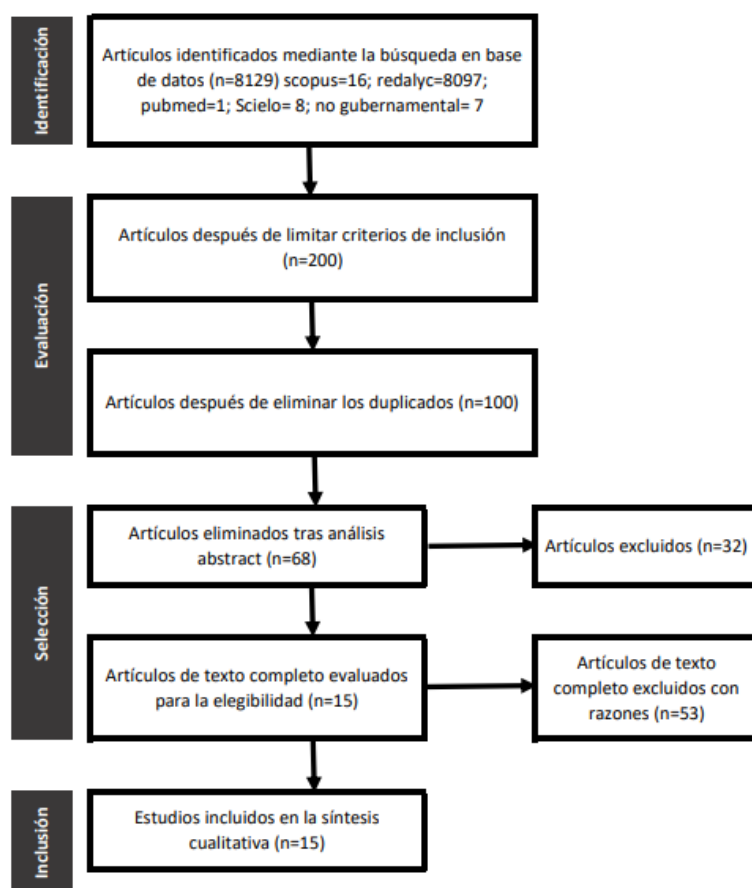 Identificación
Artículos identificados mediante la búsqueda en base
de datos (n=8129) scopus=16; redalyc=8097;
pubmed=1; Scielo= 8; no gubernamental= 7
Evaluación
Artículos después de limitar criterios de inclusión
(n=200)
Artículos después de eliminar los duplicados (n=100)
Selección
Artículos eliminados tras análisis
abstract (n=68)
Artículos excluidos (n=32)
Artículos de texto completo evaluados
para la elegibilidad (n=15)
Artículos de texto
completo excluidos con
razones (n=53)
Inclusión
Estudios incluidos en la síntesis
cualitativa (n=15)